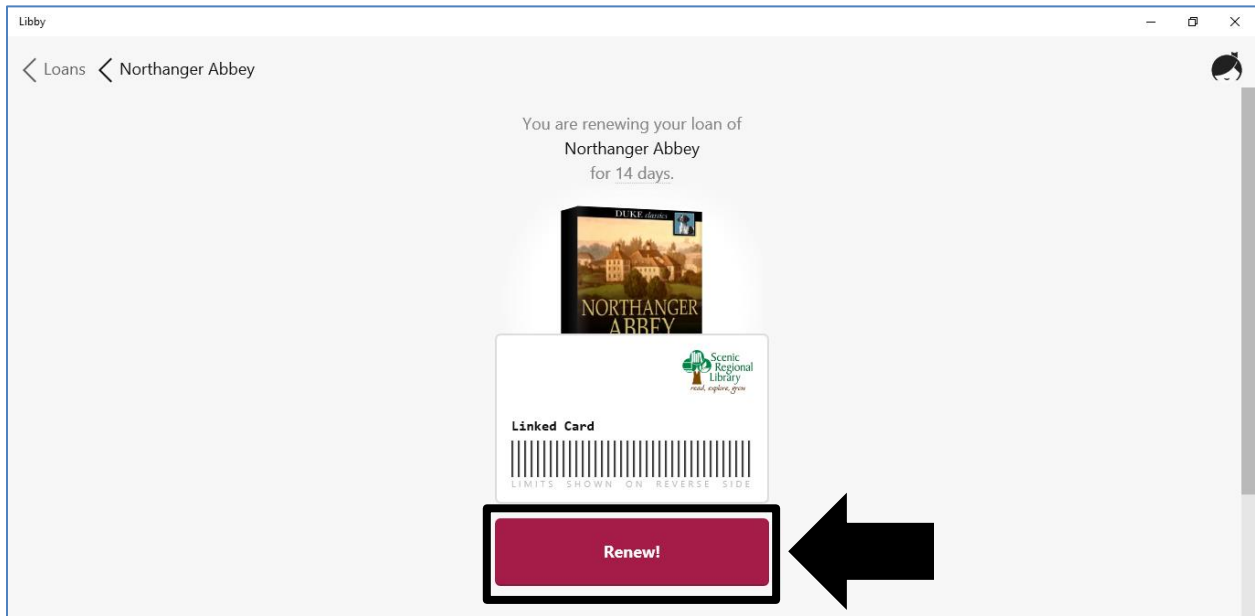 Libby
Loans Northanger Abbey
You are renewing your loan of
Northanger Abbey
for 14 days.
DUKE classics
NORTHANGER
ABBEY
Scenic
Regional
Library
read, explore, grow
Linked Card
LIMITS SHOWN ON REVERSE SIDE
Renew!